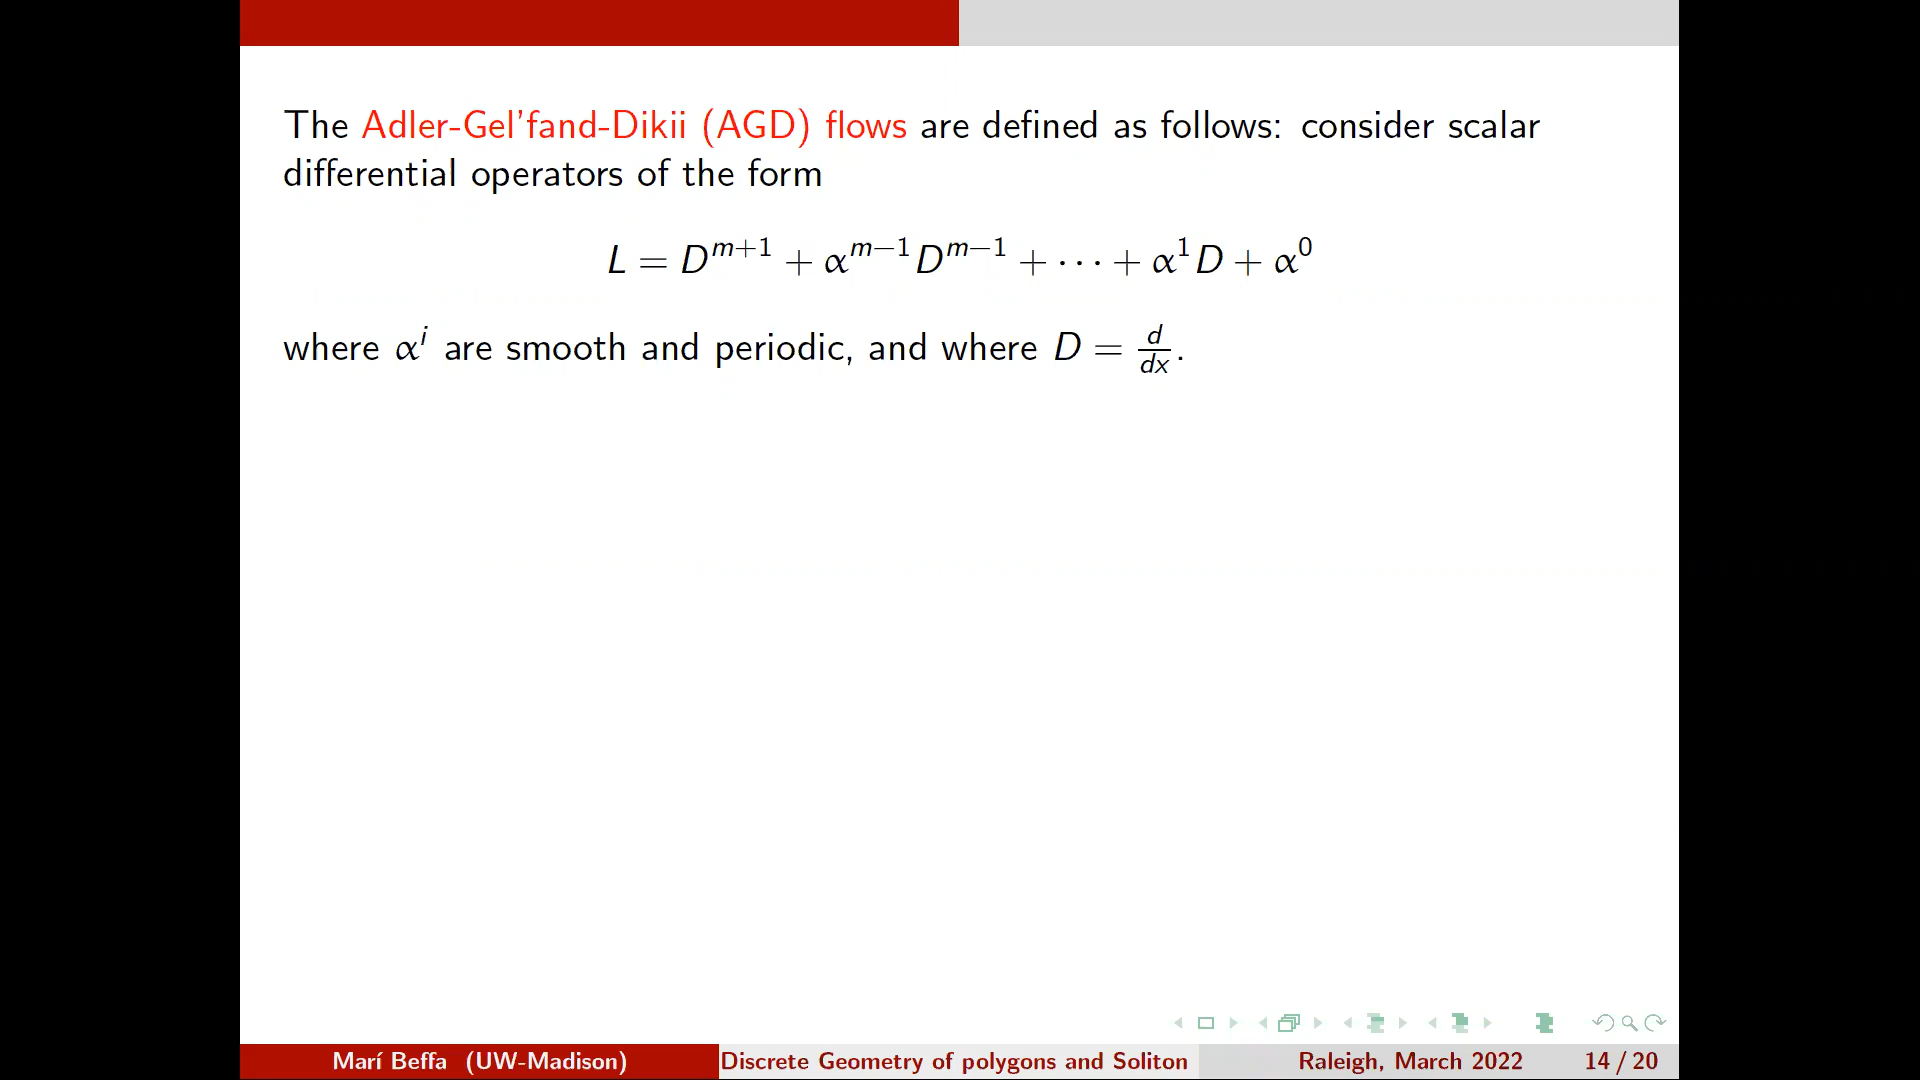 The Adler-Gel'fand-Dikii (AGD) flows are defined as follows: consider scalar
differential operators of the form
L = D^{m+1} + α^{m−1} D^{m−1} + · · · + α^1 D + α^0
where α^i are smooth and periodic, and where D = \frac{d}{dx}.
Marí Beffa (UW-Madison) Discrete Geometry of polygons and Soliton Raleigh, March 2022 14 / 20